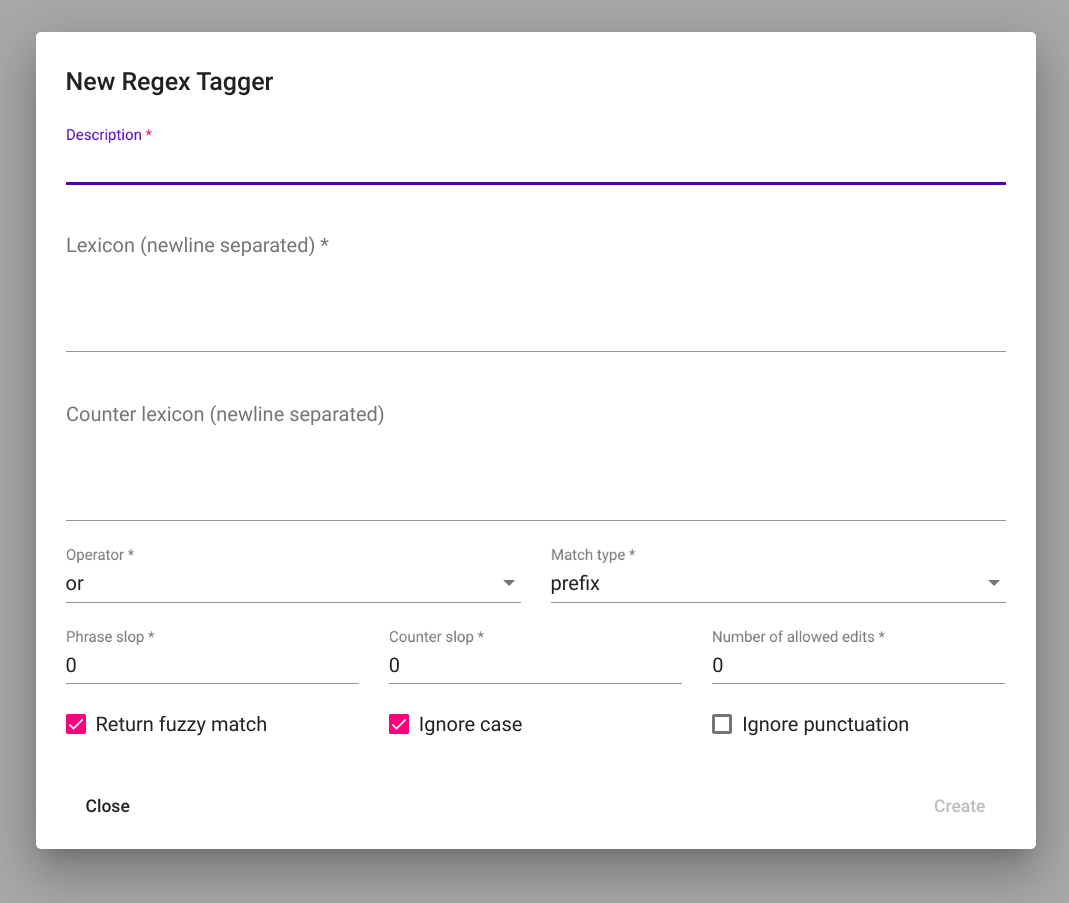 New Regex Tagger
Description *
Lexicon (newline separated) *
Counter lexicon (newline separated)
Operator * Match type *
or prefix
Phrase slop * Counter slop * Number of allowed edits *
0 0 0
Return fuzzy match Ignore case Ignore punctuation
Close Create